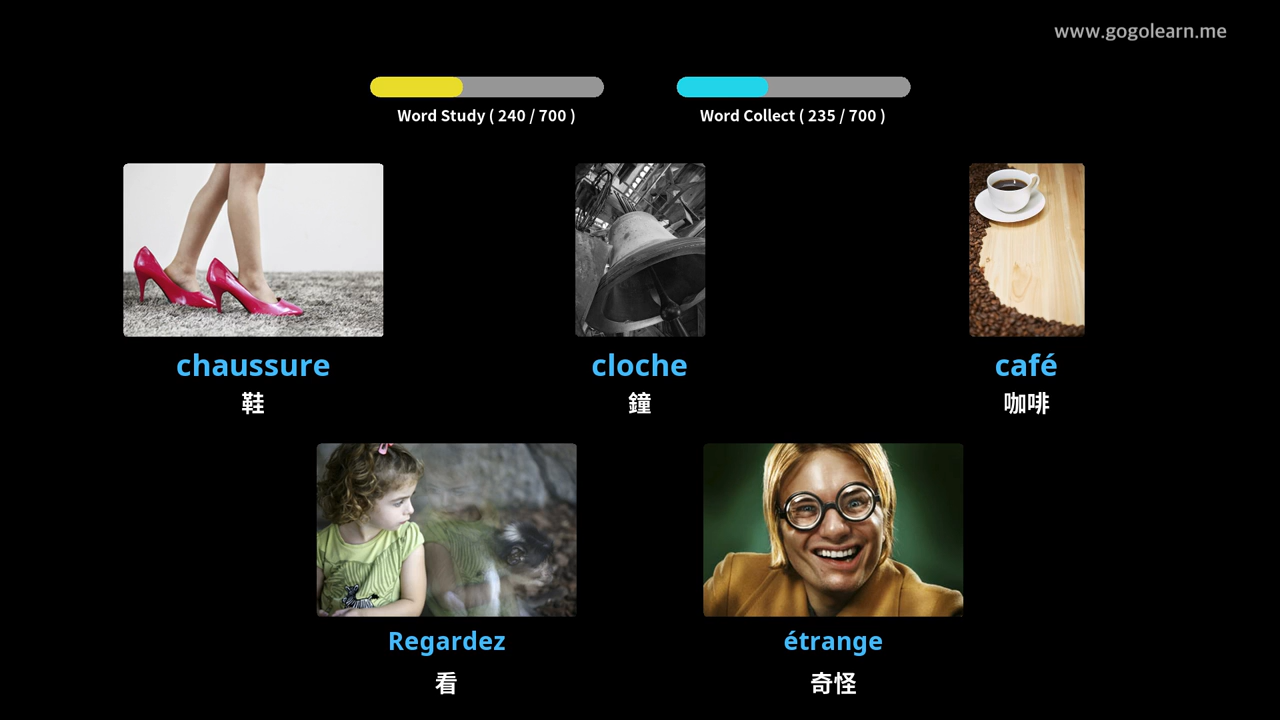 www.gogolearn.me
Word Study ( 240 / 700 )
Word Collect ( 235 / 700 )
chaussure
鞋
cloche
鐘
café
咖啡
Regardez
看
étrange
奇怪